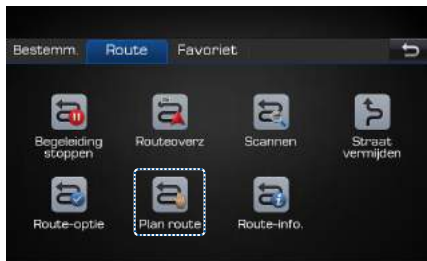 Bestemm. Route Favoriet
Begeleiding stoppen Routeoverz Scannen Straat vermijden
Route-optie Plan route Route-info.